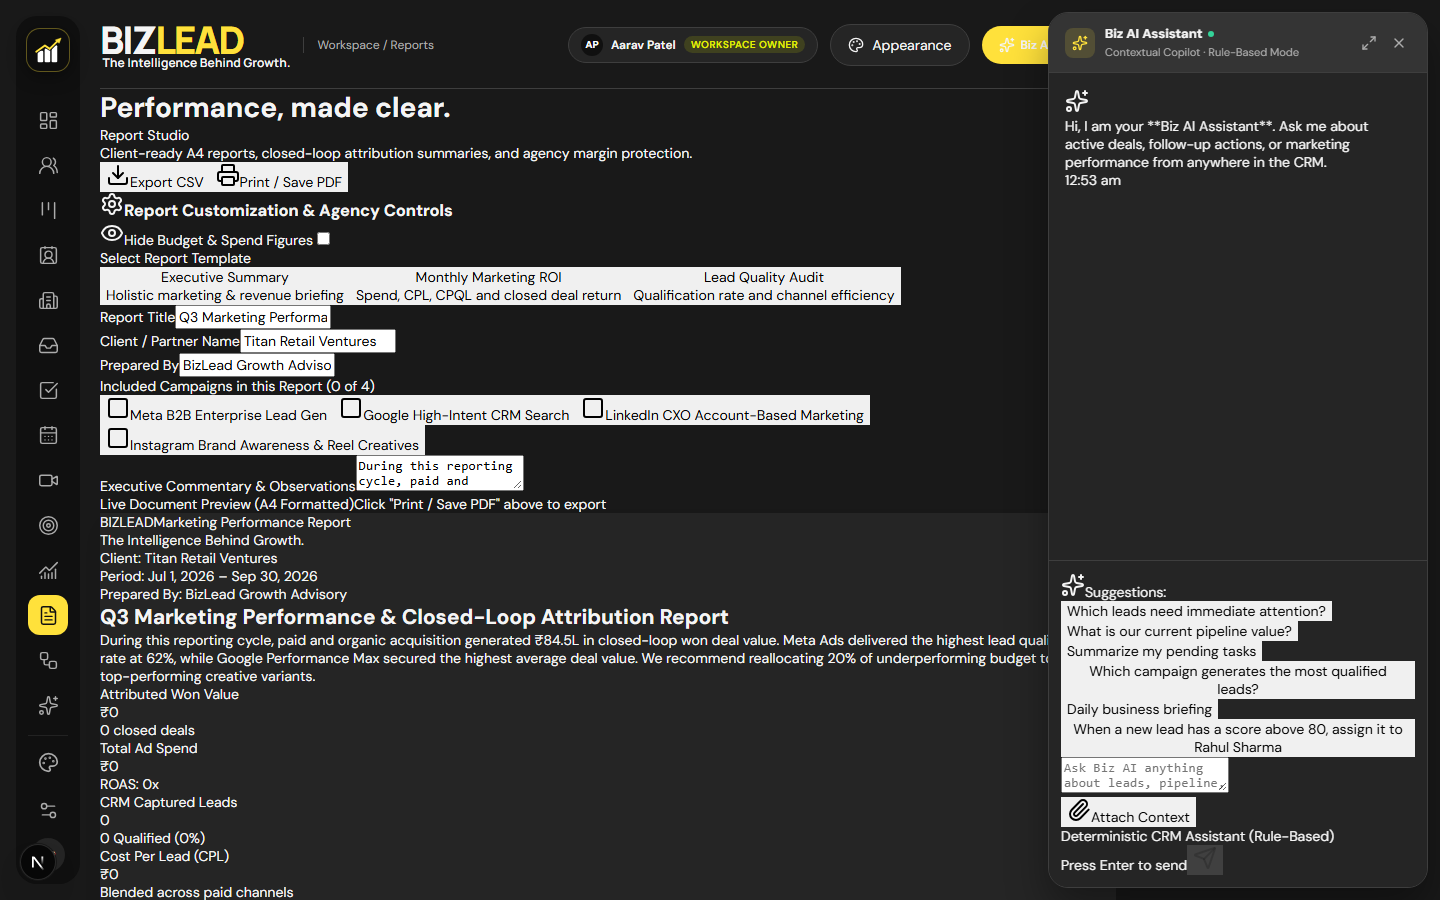 BIZLEAD
The Intelligence Behind Growth.
Workspace / Reports
AP Aarav Patel WORKSPACE OWNER
Appearance
Biz A
Performance, made clear.
Report Studio
Client-ready A4 reports, closed-loop attribution summaries, and agency margin protection.
Export CSV Print / Save PDF
Report Customization & Agency Controls
Hide Budget & Spend Figures
Select Report Template
Executive Summary Monthly Marketing ROI Lead Quality Audit
Holistic marketing & revenue briefing Spend, CPL, CPQL and closed deal return Qualification rate and channel efficiency
Report Title Q3 Marketing Performa
Client / Partner Name Titan Retail Ventures
Prepared By BizLead Growth Adviso
Included Campaigns in this Report (0 of 4)
Meta B2B Enterprise Lead Gen Google High-Intent CRM Search LinkedIn CXO Account-Based Marketing
Instagram Brand Awareness & Reel Creatives
During this reporting
cycle, paid and
Executive Commentary & Observations
Live Document Preview (A4 Formatted)Click "Print / Save PDF" above to export
BIZLEADMarketing Performance Report
The Intelligence Behind Growth.
Client: Titan Retail Ventures
Period: Jul 1, 2026 – Sep 30, 2026
Prepared By: BizLead Growth Advisory
Q3 Marketing Performance & Closed-Loop Attribution Report
During this reporting cycle, paid and organic acquisition generated ₹84.5L in closed-loop won deal value. Meta Ads delivered the highest lead quali
rate at 62%, while Google Performance Max secured the highest average deal value. We recommend reallocating 20% of underperforming budget t
top-performing creative variants.
Attributed Won Value
₹0
0 closed deals
Total Ad Spend
₹0
ROAS: 0x
CRM Captured Leads
0
0 Qualified (0%)
Cost Per Lead (CPL)
₹0
Blended across paid channels
N
Biz AI Assistant
Contextual Copilot · Rule-Based Mode
Hi, I am your **Biz AI Assistant**. Ask me about
active deals, follow-up actions, or marketing
performance from anywhere in the CRM.
12:53 am
Suggestions:
Which leads need immediate attention?
What is our current pipeline value?
Summarize my pending tasks
Which campaign generates the most qualified
leads?
Daily business briefing
When a new lead has a score above 80, assign it to
Rahul Sharma
Ask Biz AI anything
about leads, pipeline,
Attach Context
Deterministic CRM Assistant (Rule-Based)
Press Enter to send